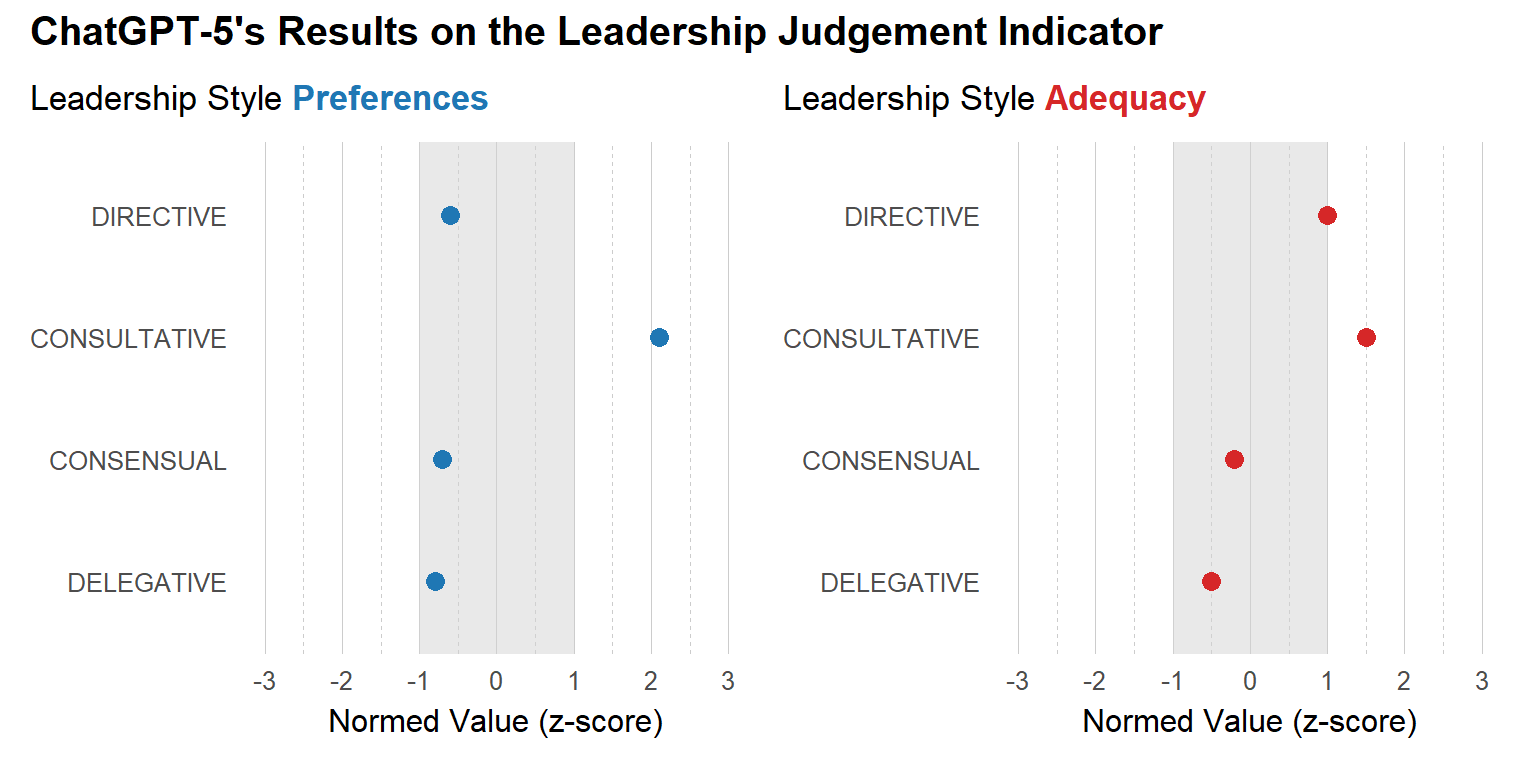 ChatGPT-5's Results on the Leadership Judgement Indicator
Leadership Style Preferences
DIRECTIVE
CONSULTATIVE
CONSENSUAL
DELEGATIVE
-3 -2 -1 0 1 2 3
Normed Value (z-score)
Leadership Style Adequacy
DIRECTIVE
CONSULTATIVE
CONSENSUAL
DELEGATIVE
-3 -2 -1 0 1 2 3
Normed Value (z-score)